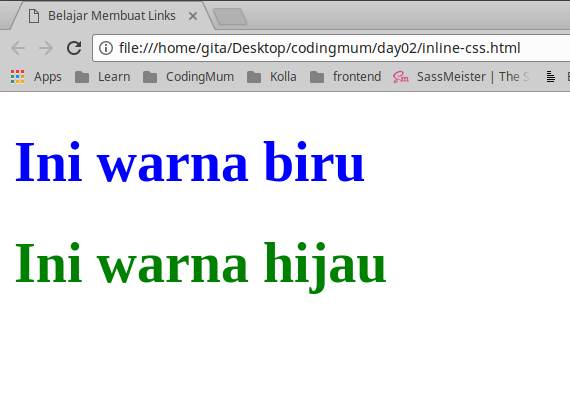 Belajar Membuat Links
file:///home/gita/Desktop/codingmum/day02/inline-css.html
Apps Learn CodingMum Kolla frontend SassMeister | The S
Ini warna biru
Ini warna hijau